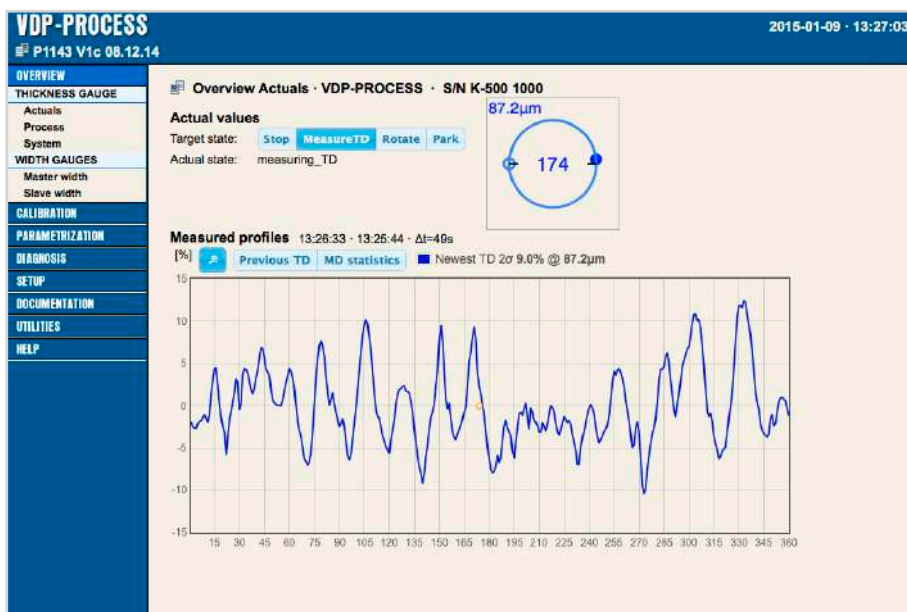 VDP-PROCESS
2015-01-09 · 13:27:03
P1143 V1c 08.12.14
OVERVIEW
THICKNESS GAUGE
Actuals
Process
System
WIDTH GAUGES
Master width
Slave width
CALIBRATION
PARAMETRIZATION
DIAGNOSIS
SETUP
DOCUMENTATION
UTILITIES
HELP
Overview Actuals · VDP-PROCESS · S/N K-500 1000
Actual values
Target state: Stop MeasureTD Rotate Park
Actual state: measuring_TD
87.2µm
174
Measured profiles 13:26:33 - 13:25:44 · Δt=49s
[%] Previous TD MD statistics Newest TD 2σ 9.0% @ 87.2µm
15
10
5
0
-5
-10
-15
15 30 45 60 75 90 105 120 135 150 165 180 195 210 225 240 255 270 285 300 315 330 345 360